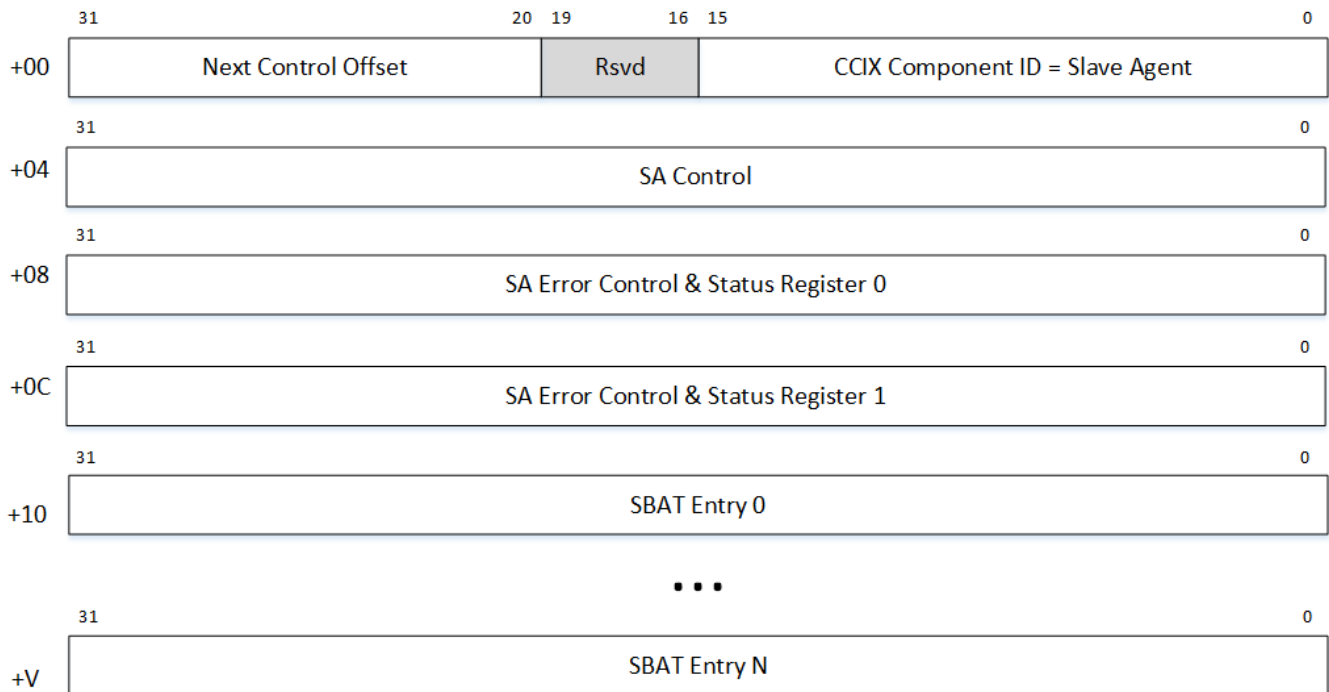 31 20 19 16 15 0
+00 Next Control Offset Rsvd CCIX Component ID = Slave Agent
31 0
+04 SA Control
31 0
+08 SA Error Control & Status Register 0
31 0
+0C SA Error Control & Status Register 1
31 0
+10 SBAT Entry 0
...
31 0
+V SBAT Entry N